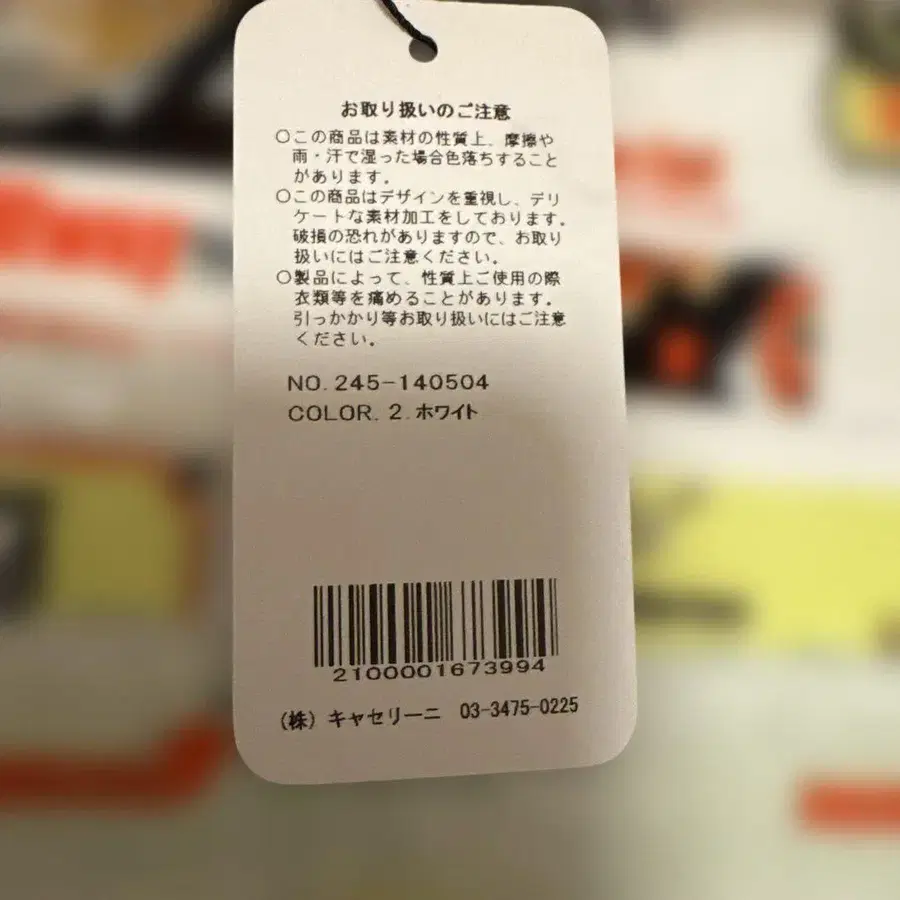 お取り扱いのご注意
○この商品は素材の性質上、摩擦や
雨・汗で湿った場合色落ちすること
があります。
○この商品はデザインを重視し、デリ
ケートな素材加工をしております。
破損の恐れがありますので、お取り
扱いにはご注意ください。
○製品によって、性質上ご使用の際
衣類等を痛めることがあります。
引っかかり等お取り扱いにはご注意
ください。
NO. 245-140504
COLOR. 2. ホワイト
2100001673994
(株) キャセリーニ 03-3475-0225